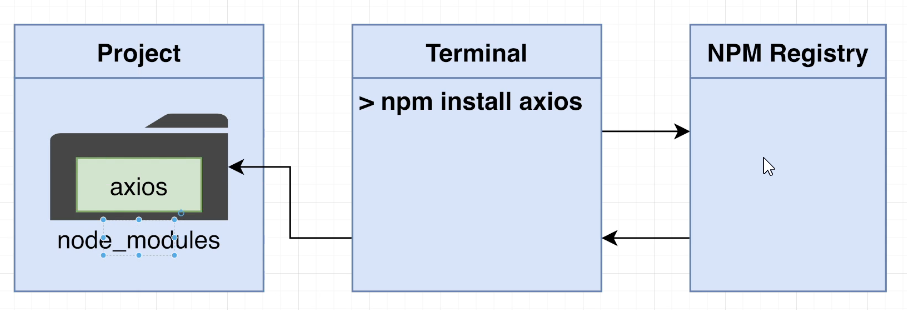 Project
axios
node_modules
Terminal
> npm install axios
NPM Registry